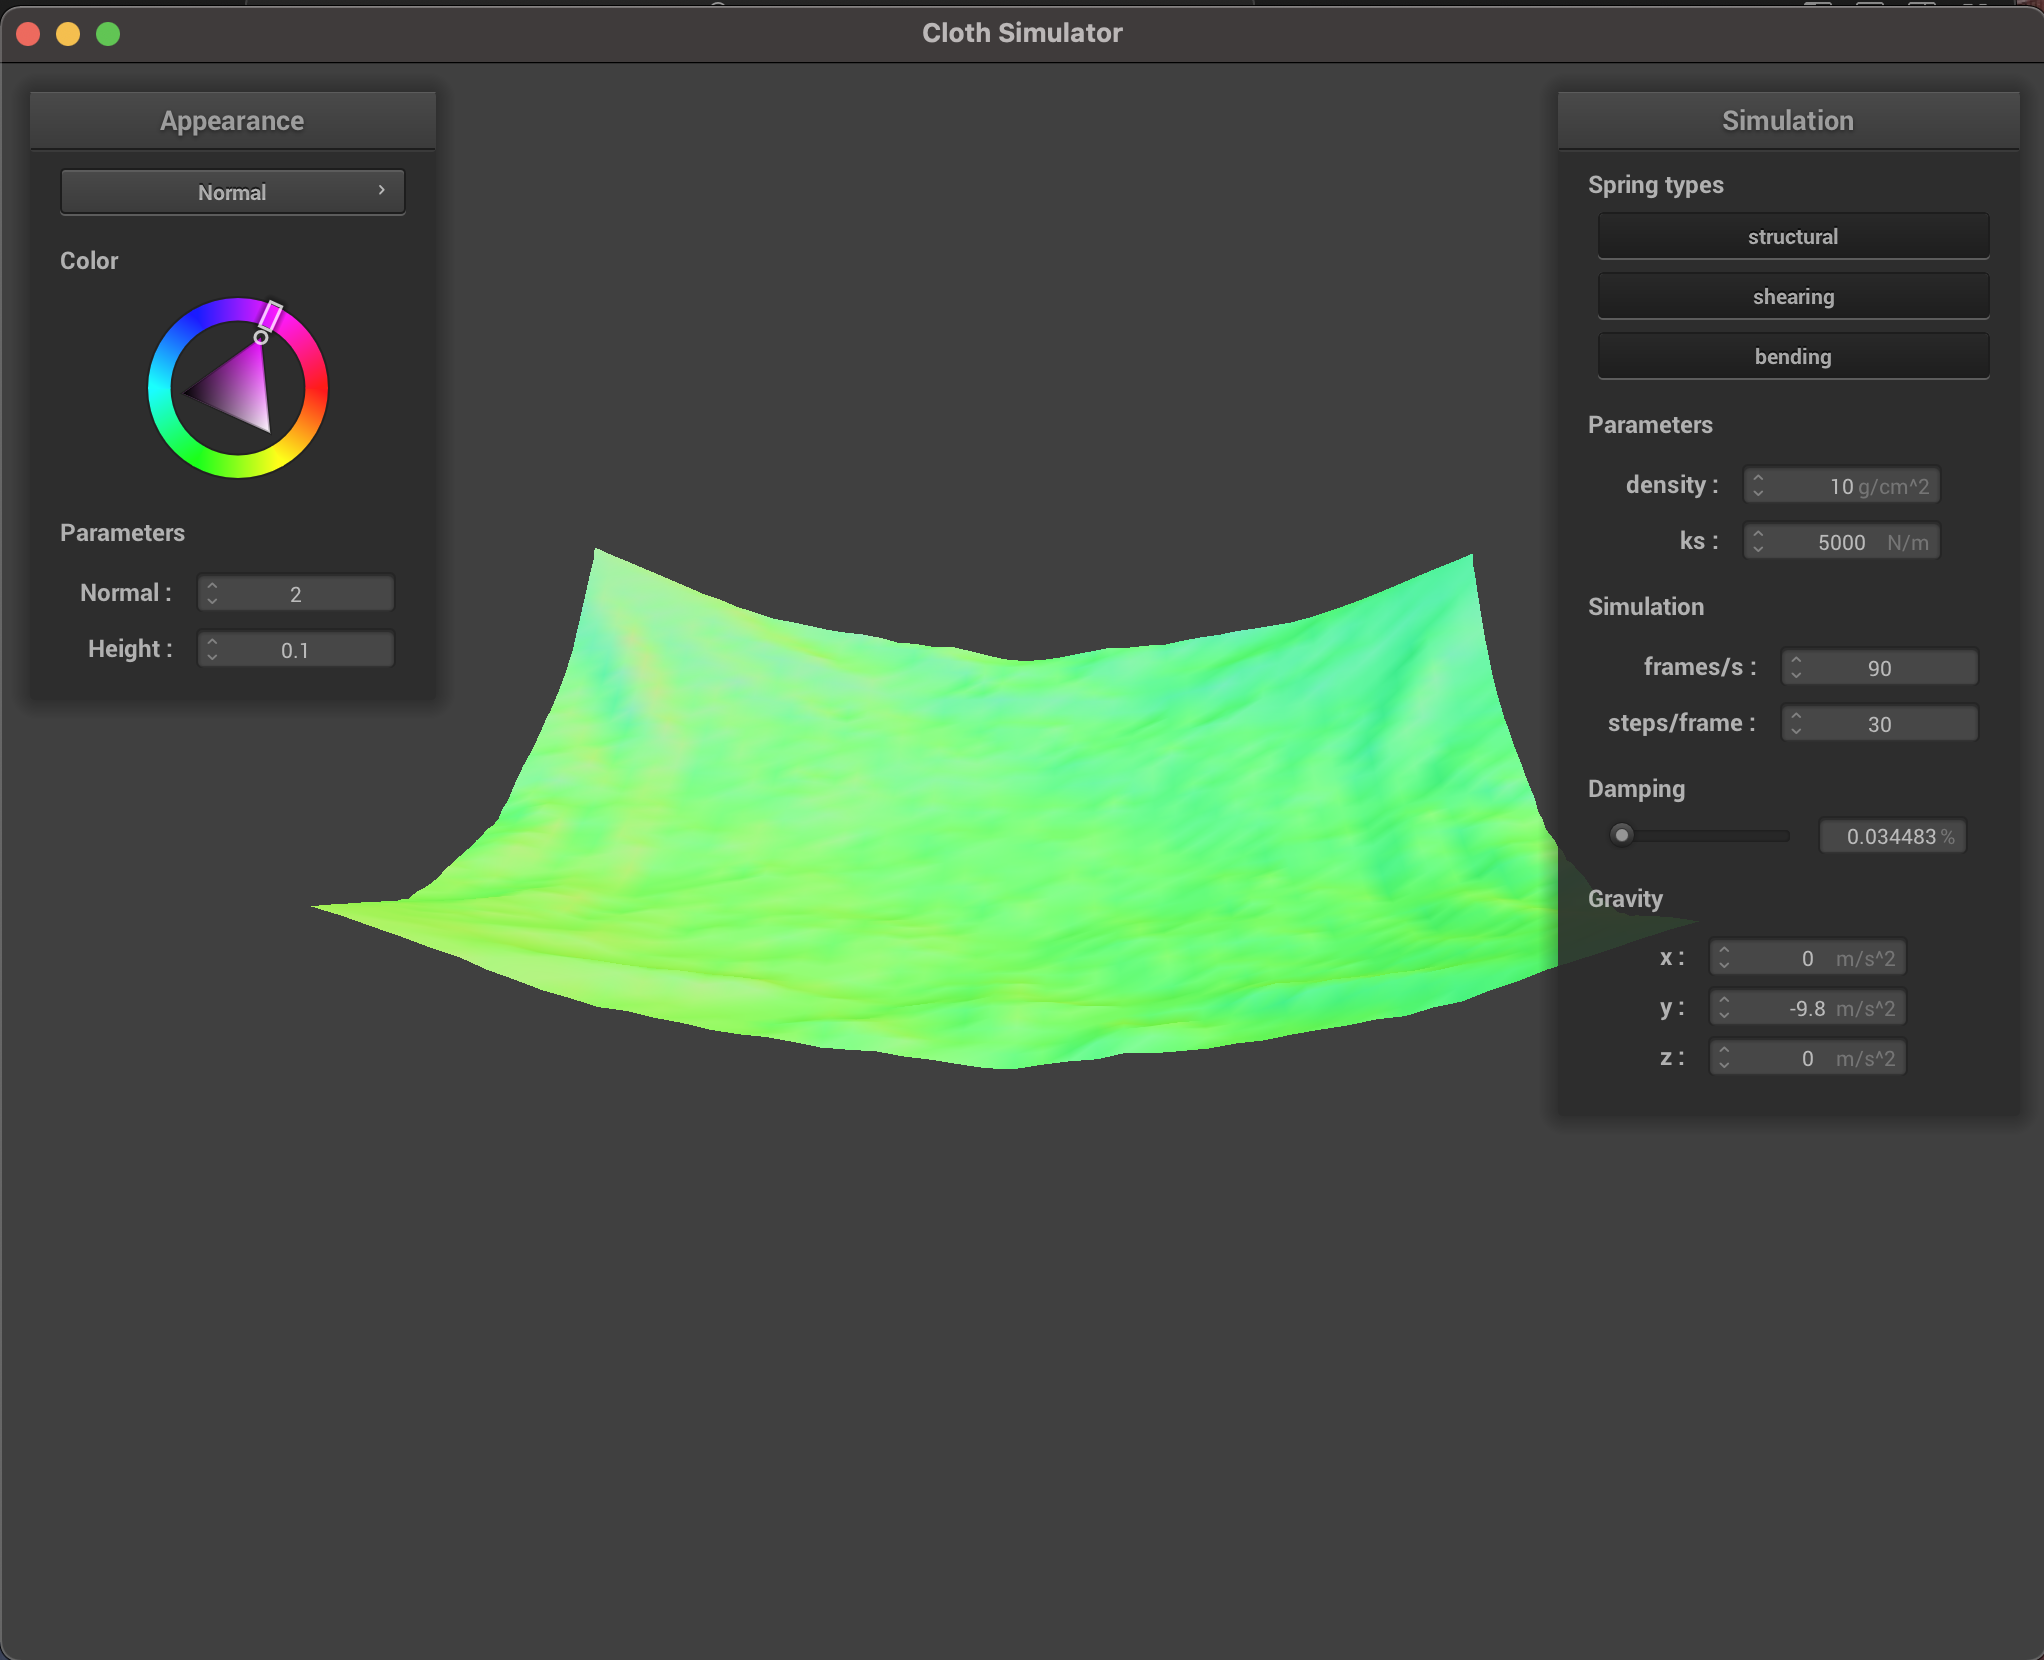 Cloth Simulator
Appearance
Normal
Color
Parameters
Normal : 2
Height : 0.1
Simulation
Spring types
structural
shearing
bending
Parameters
density : 10 g/cm^2
ks : 5000 N/m
Simulation
frames/s : 90
steps/frame : 30
Damping
0.034483 %
Gravity
x : 0 m/s^2
y : -9.8 m/s^2
z : 0 m/s^2